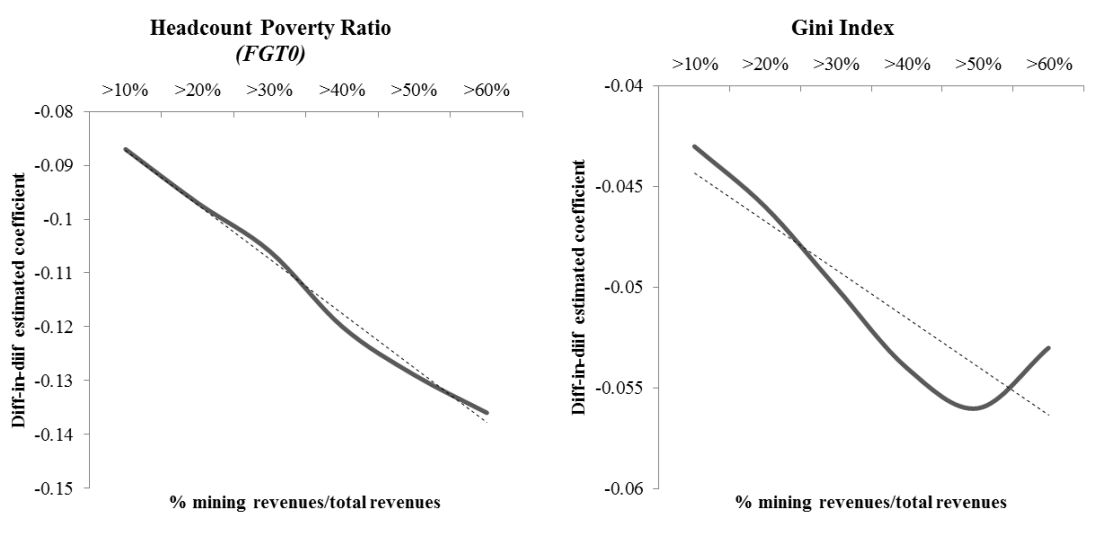 Headcount Poverty Ratio
(FGT0)
>10% >20% >30% >40% >50% >60%
-0.08
-0.09
-0.1
-0.11
-0.12
-0.13
-0.14
-0.15
Diff-in-diif estimated coefficient
% mining revenues/total revenues
Gini Index
>10% >20% >30% >40% >50% >60%
-0.04
-0.045
-0.05
-0.055
-0.06
Diff-in-diif estimated coefficient
% mining revenues/total revenues